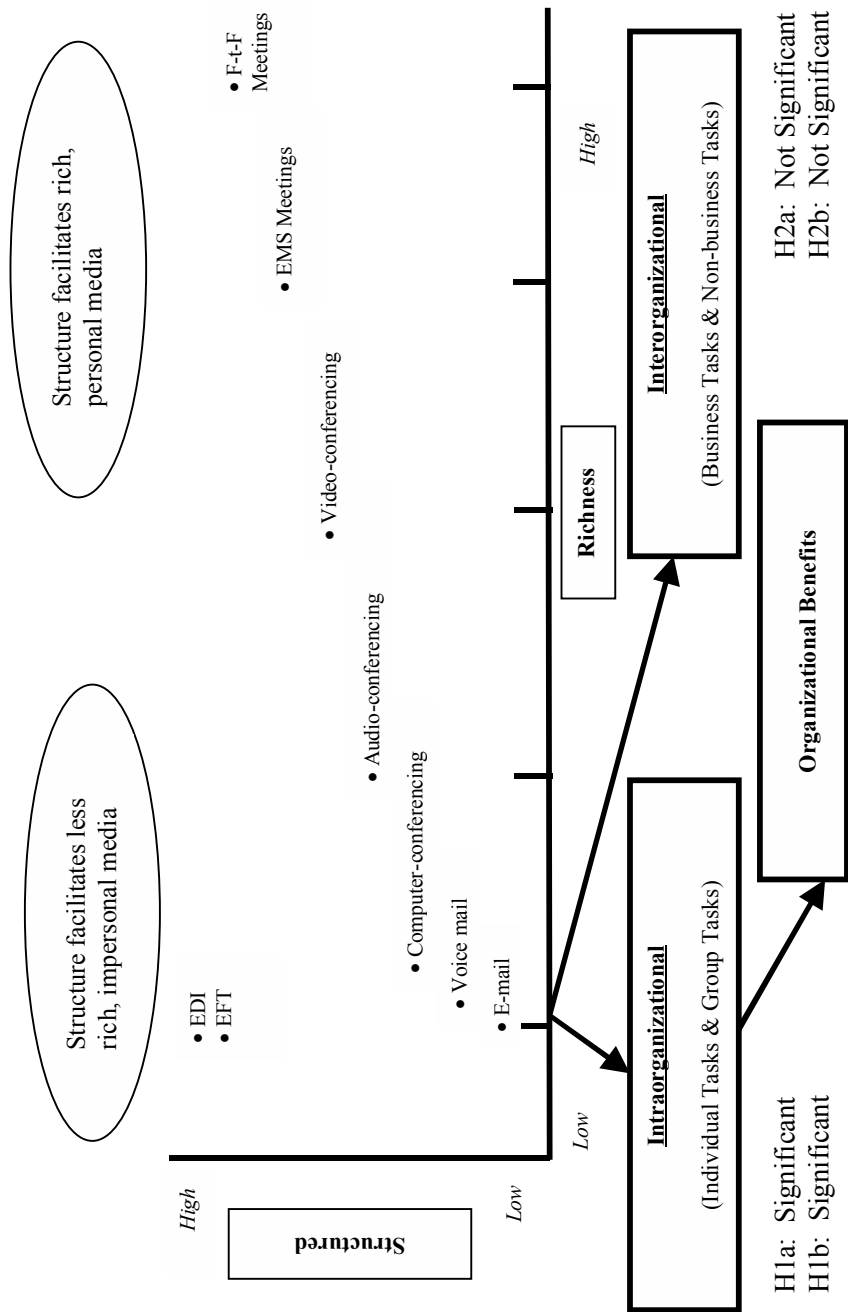 Structure facilitates less
rich, impersonal media
Structure facilitates rich,
personal media
High
Structured
Low
• EDI
• EFT
• F-t-F
Meetings
• EMS Meetings
• Video-conferencing
• Audio-conferencing
• Computer-conferencing
• Voice mail
• E-mail
Low
Richness
High
Intraorganizational
(Individual Tasks & Group Tasks)
Interorganizational
(Business Tasks & Non-business Tasks)
Organizational Benefits
H1a: Significant
H1b: Significant
H2a: Not Significant
H2b: Not Significant